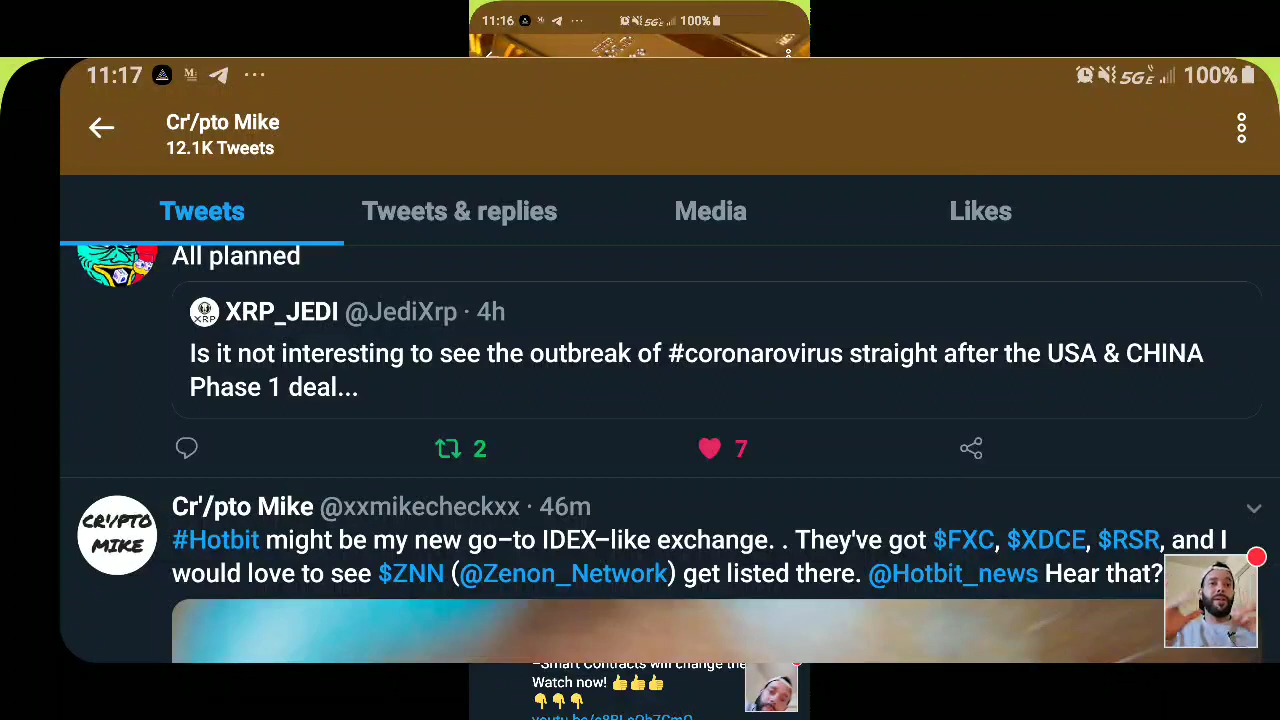 11:16 ... 5GE 100%
11:17 M ... 5GE 100%
Cr'/pto Mike
12.1K Tweets
Tweets Tweets & replies Media Likes
All planned
XRP_JEDI @JediXrp · 4h
Is it not interesting to see the outbreak of #coronarovirus straight after the USA & CHINA
Phase 1 deal...
2 7
Cr'/pto Mike @xxmikecheckxx · 46m
CR'/PTO
MIKE
#Hotbit might be my new go-to IDEX-like exchange. . They've got $FXC, $XDCE, $RSR, and I
would love to see $ZNN (@Zenon_Network) get listed there. @Hotbit_news Hear that?
-Smart Contracts will change the
Watch now! 👍👍👍
👇👇👇